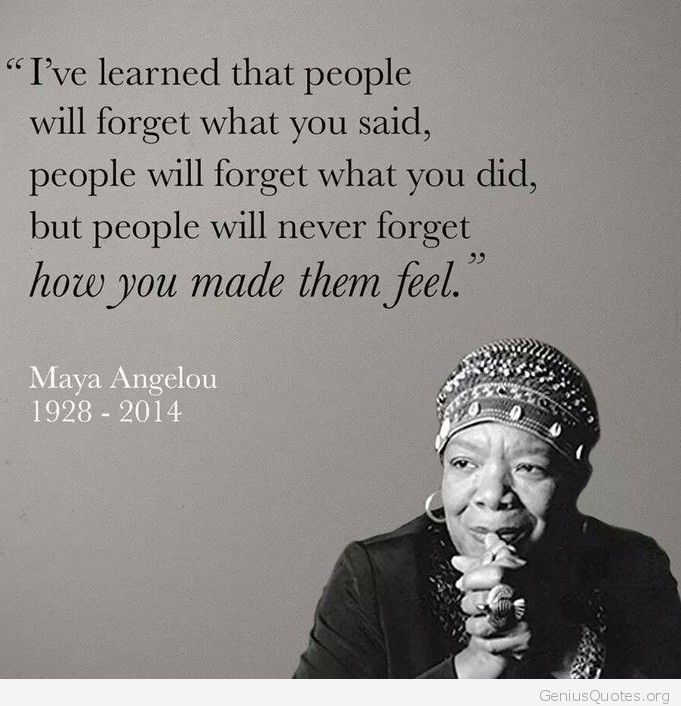 “I’ve learned that people
will forget what you said,
people will forget what you did,
but people will never forget
how you made them feel.”
Maya Angelou
1928 - 2014
GeniusQuotes.org